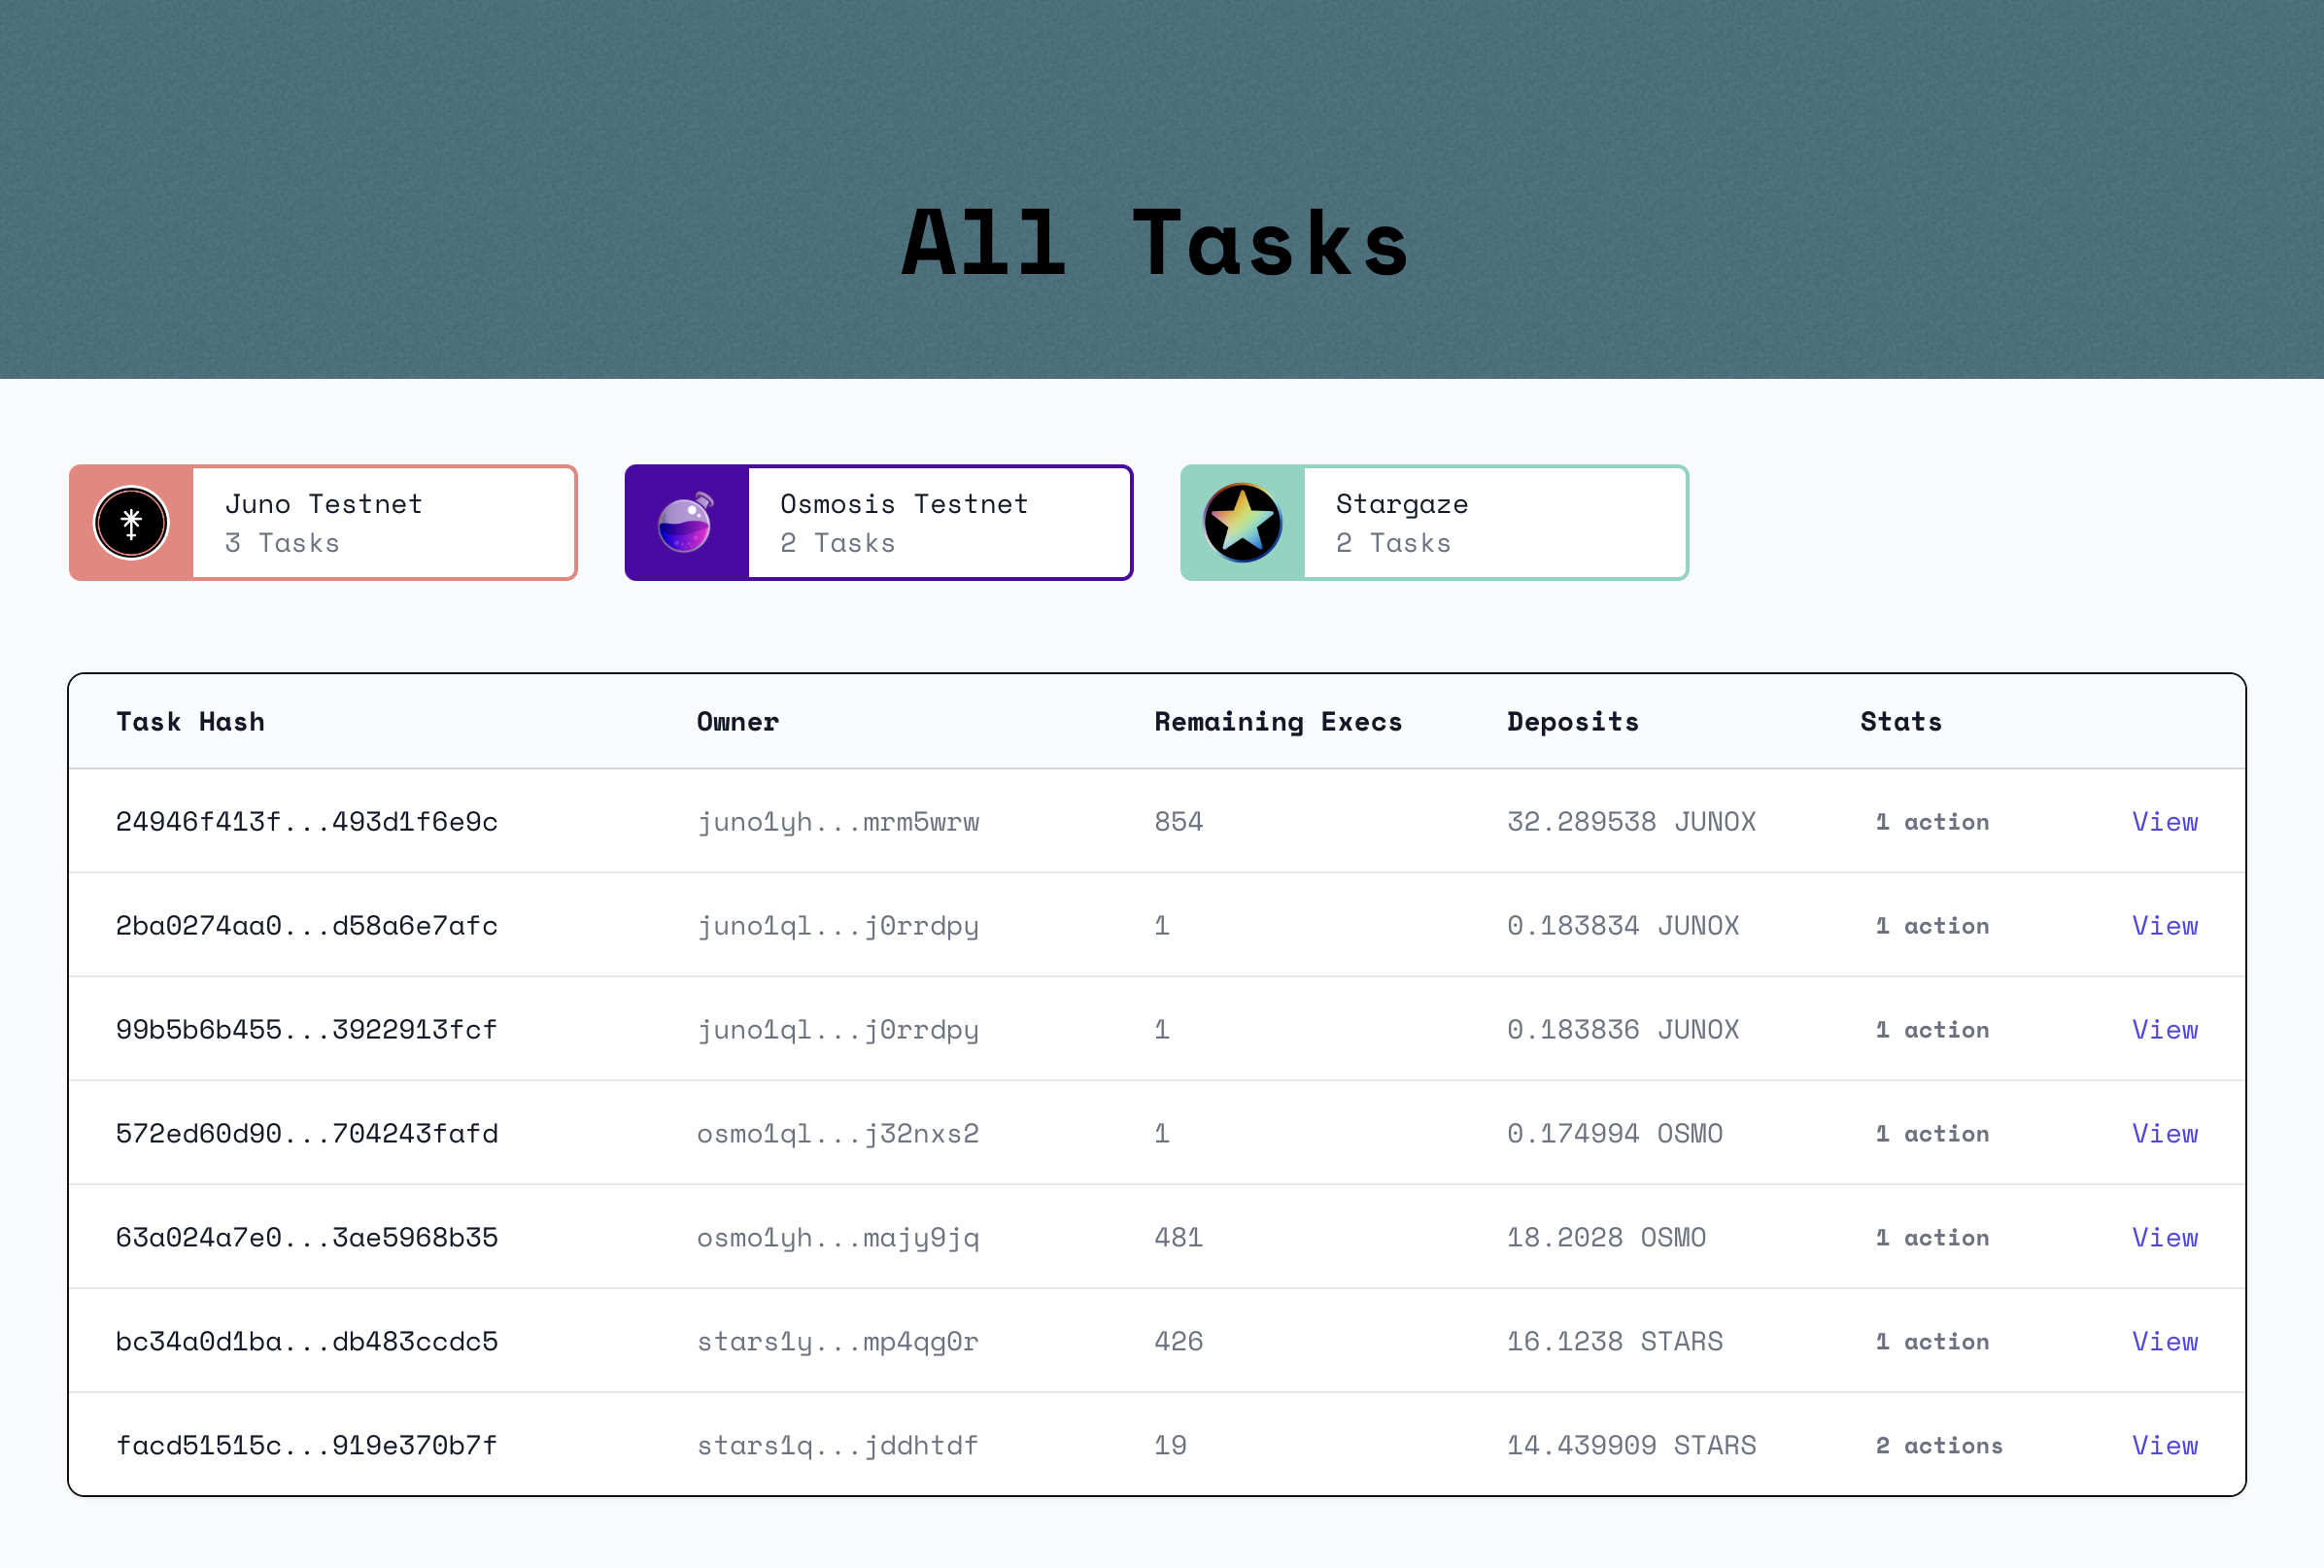 All Tasks
Juno Testnet
3 Tasks
Osmosis Testnet
2 Tasks
Stargaze
2 Tasks
Task Hash Owner Remaining Execs Deposits Stats
24946f413f...493d1f6e9c juno1yh...mrm5wrw 854 32.289538 JUNOX 1 action View
2ba0274aa0...d58a6e7afc juno1ql...j0rrdpy 1 0.183834 JUNOX 1 action View
99b5b6b455...3922913fcf juno1ql...j0rrdpy 1 0.183836 JUNOX 1 action View
572ed60d90...704243fafd osmo1ql...j32nxs2 1 0.174994 OSMO 1 action View
63a024a7e0...3ae5968b35 osmo1yh...majy9jq 481 18.2028 OSMO 1 action View
bc34a0d1ba...db483ccdc5 stars1y...mp4qg0r 426 16.1238 STARS 1 action View
facd51515c...919e370b7f stars1q...jddhtdf 19 14.439909 STARS 2 actions View